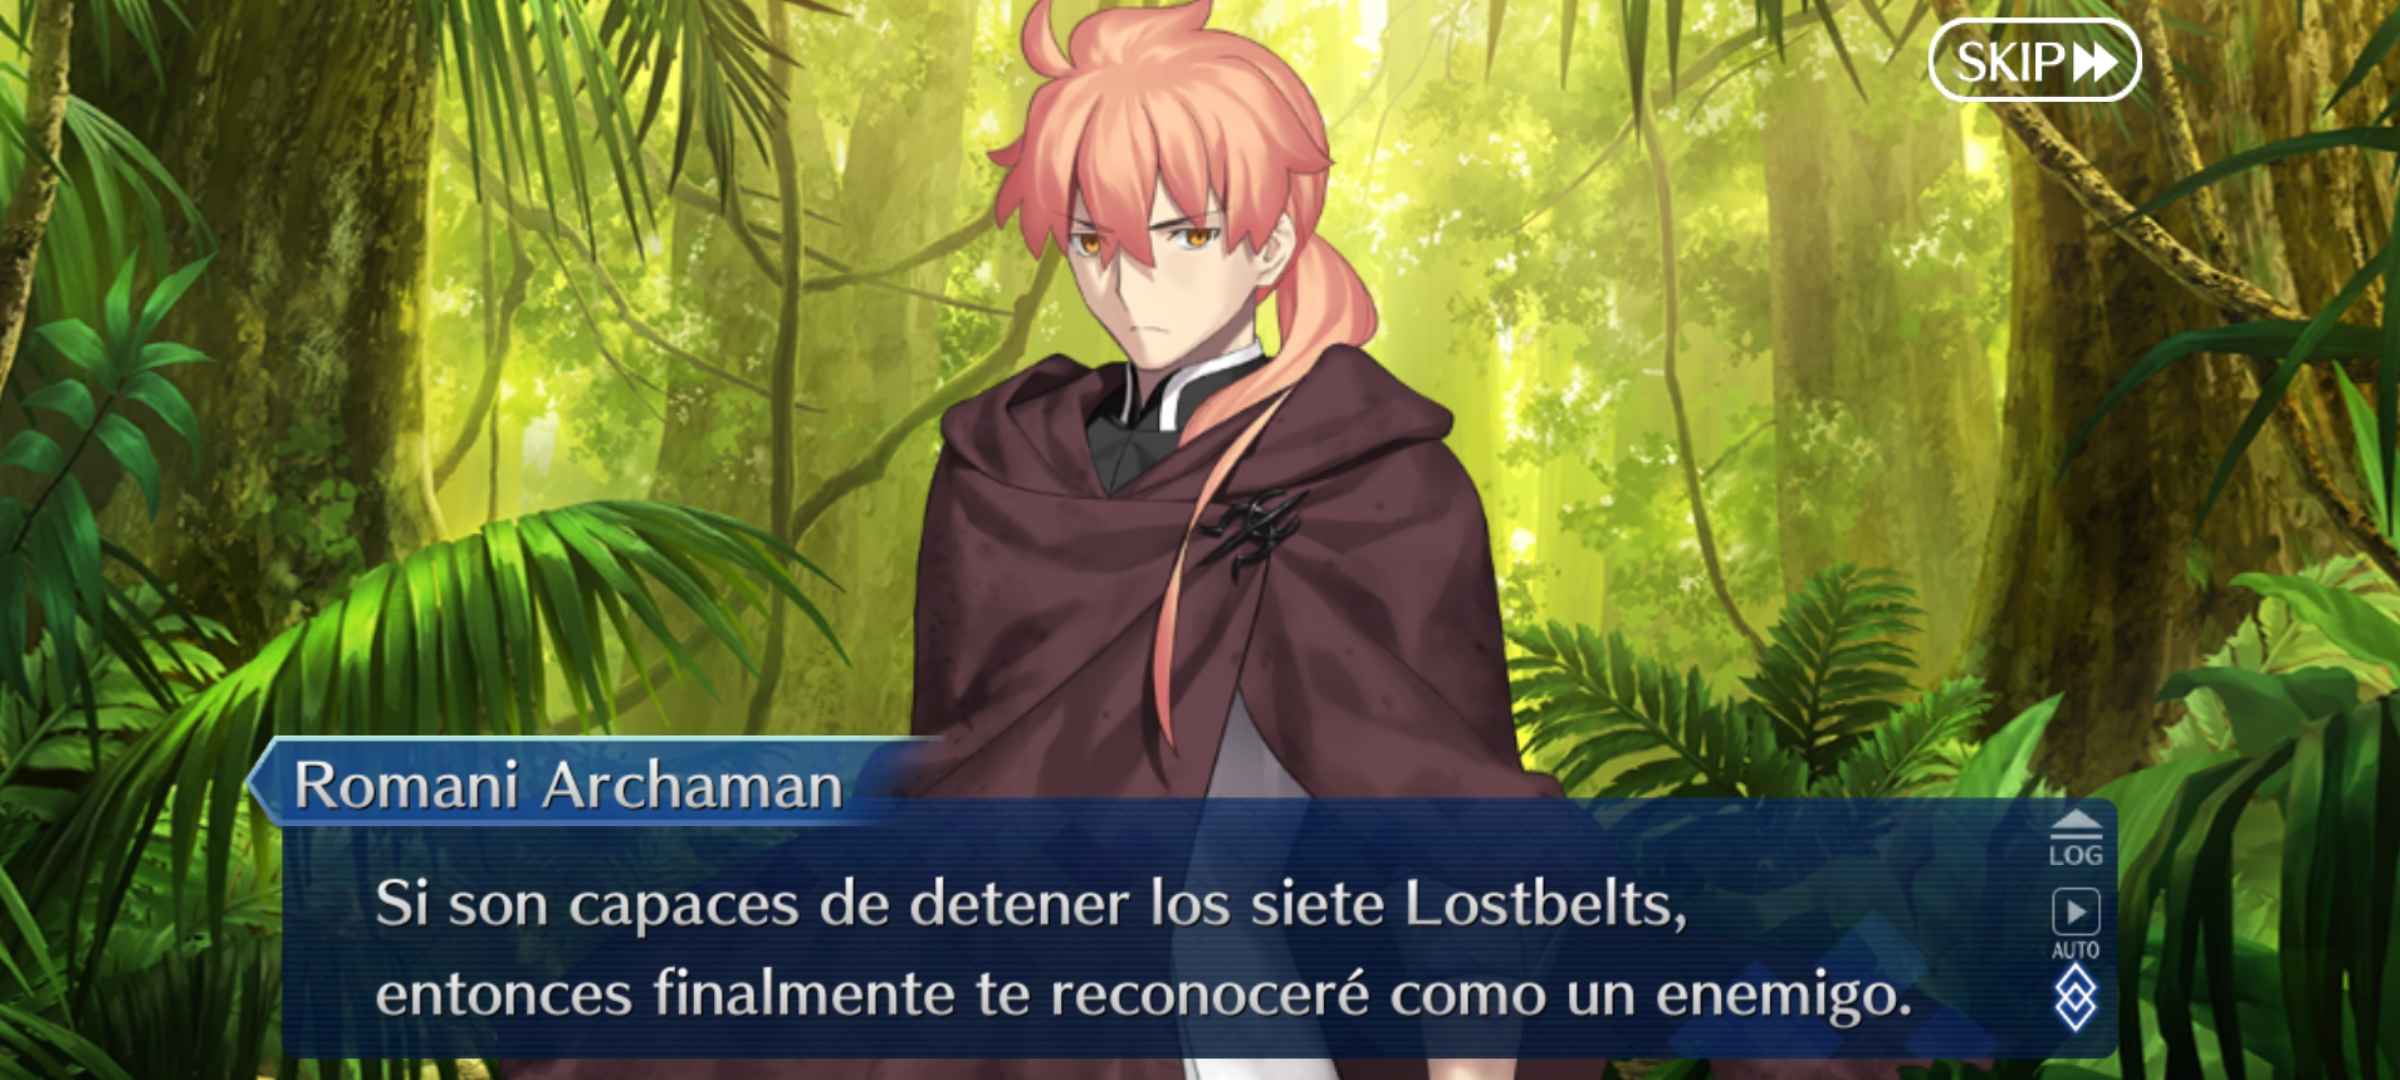 SKIP
Romani Archaman
Si son capaces de detener los siete Lostbelts,
entonces finalmente te reconoceré como un enemigo.
LOG
AUTO